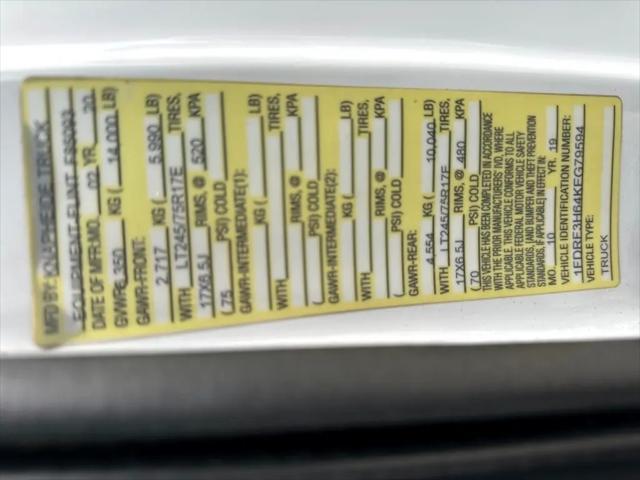 MFD BY: KNAPHEIDE TRUCK
EQUIPMENT-FLINT F8S093
DATE OF MFR-MO. 02 YR. 20
GVWR 6,350 KG ( 14,000 LB)
GAWR-FRONT:
2,717 KG ( 5,990 LB)
WITH LT245/75R17E TIRES,
17X6.5J RIMS, @ 520 KPA
( 75 PSI) COLD
GAWR-INTERMEDIATE(1):
KG ( LB)
WITH TIRES,
RIMS, @ KPA
( PSI) COLD
GAWR-INTERMEDIATE(2):
KG ( LB)
WITH TIRES,
RIMS, @ KPA
( PSI) COLD
GAWR-REAR:
4,554 KG ( 10,040 LB)
WITH LT245/75R17E TIRES,
17X6.5J RIMS, @ 480 KPA
( 70 PSI) COLD
THIS VEHICLE HAS BEEN COMPLETED IN ACCORDANCE
WITH THE PRIOR MANUFACTURERS' IVD, WHERE
APPLICABLE. THIS VEHICLE CONFORMS TO ALL
APPLICABLE FEDERAL MOTOR VEHICLE SAFETY
STANDARDS, [AND BUMPER AND THEFT PREVENTION
STANDARDS, IF APPLICABLE] IN EFFECT IN:
MO. 10 YR. 19
VEHICLE IDENTIFICATION NUMBER:
1FDRF3H64KEG79594
VEHICLE TYPE:
TRUCK